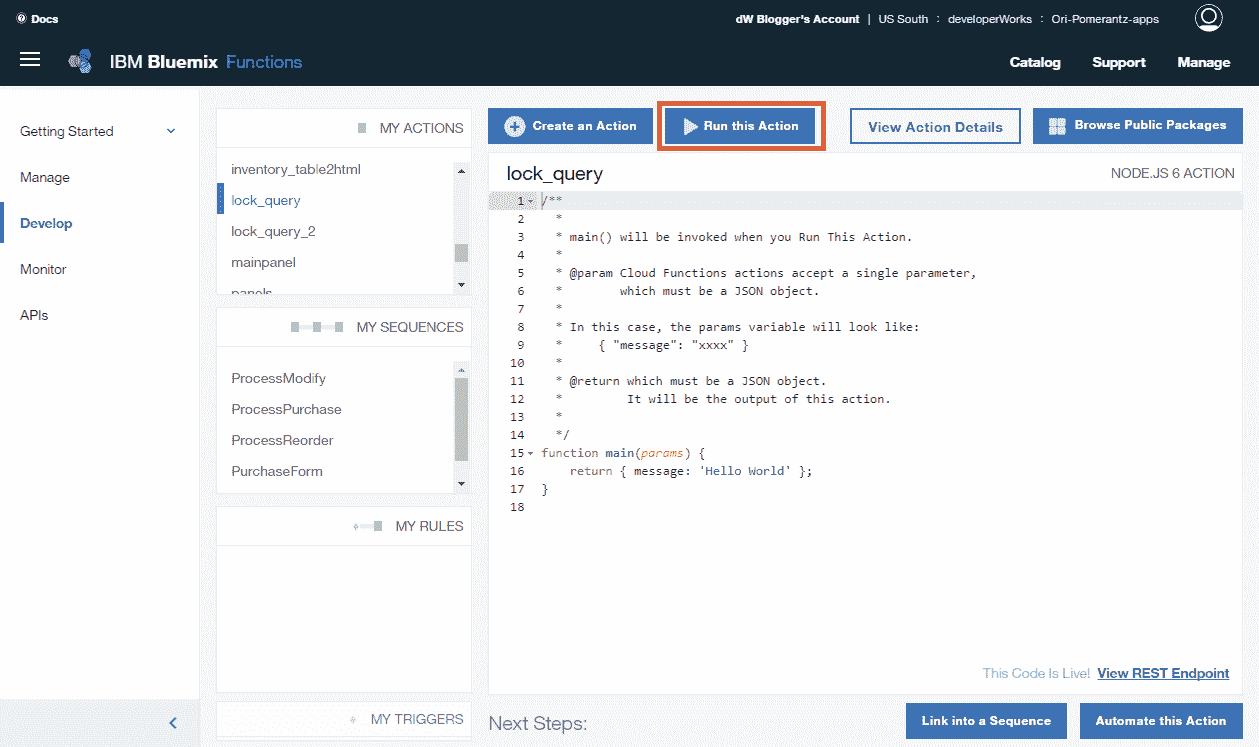 Docs
dW Blogger's Account | US South : developerWorks : Ori-Pomerantz-apps
IBM Bluemix Functions
Catalog Support Manage
Getting Started
Manage
Develop
Monitor
APIs
MY ACTIONS
inventory_table2html
lock_query
lock_query_2
mainpanel
panels
MY SEQUENCES
ProcessModify
ProcessPurchase
ProcessReorder
PurchaseForm
MY RULES
MY TRIGGERS
Create an Action
Run this Action
View Action Details
Browse Public Packages
lock_query
NODE.JS 6 ACTION
1 /**
2 *
3 * main() will be invoked when you Run This Action.
4 *
5 * @param Cloud Functions actions accept a single parameter,
6 * which must be a JSON object.
7 *
8 * In this case, the params variable will look like:
9 * { "message": "xxxx" }
10 *
11 * @return which must be a JSON object.
12 * It will be the output of this action.
13 *
14 */
15 function main(params) {
16 return { message: 'Hello World' };
17 }
18
This Code Is Live! View REST Endpoint
Next Steps:
Link into a Sequence
Automate this Action